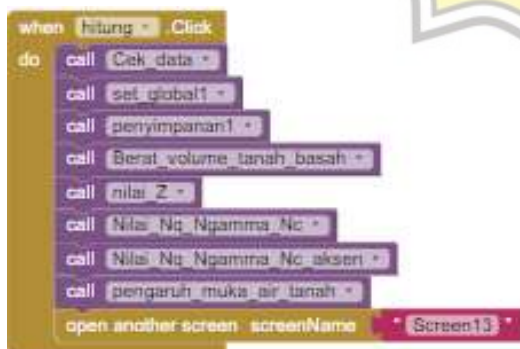 when hitung .Click
do call Cek_data
call set_global1
call penyimpanan1
call Berat_volume_tanah_basah
call nilai_Z
call Nilai_Nq_Ngamma_Nc
call Nilai_Nq_Ngamma_Nc_aksen
call pengaruh_muka_air_tanah
open another screen screenName " Screen13 "